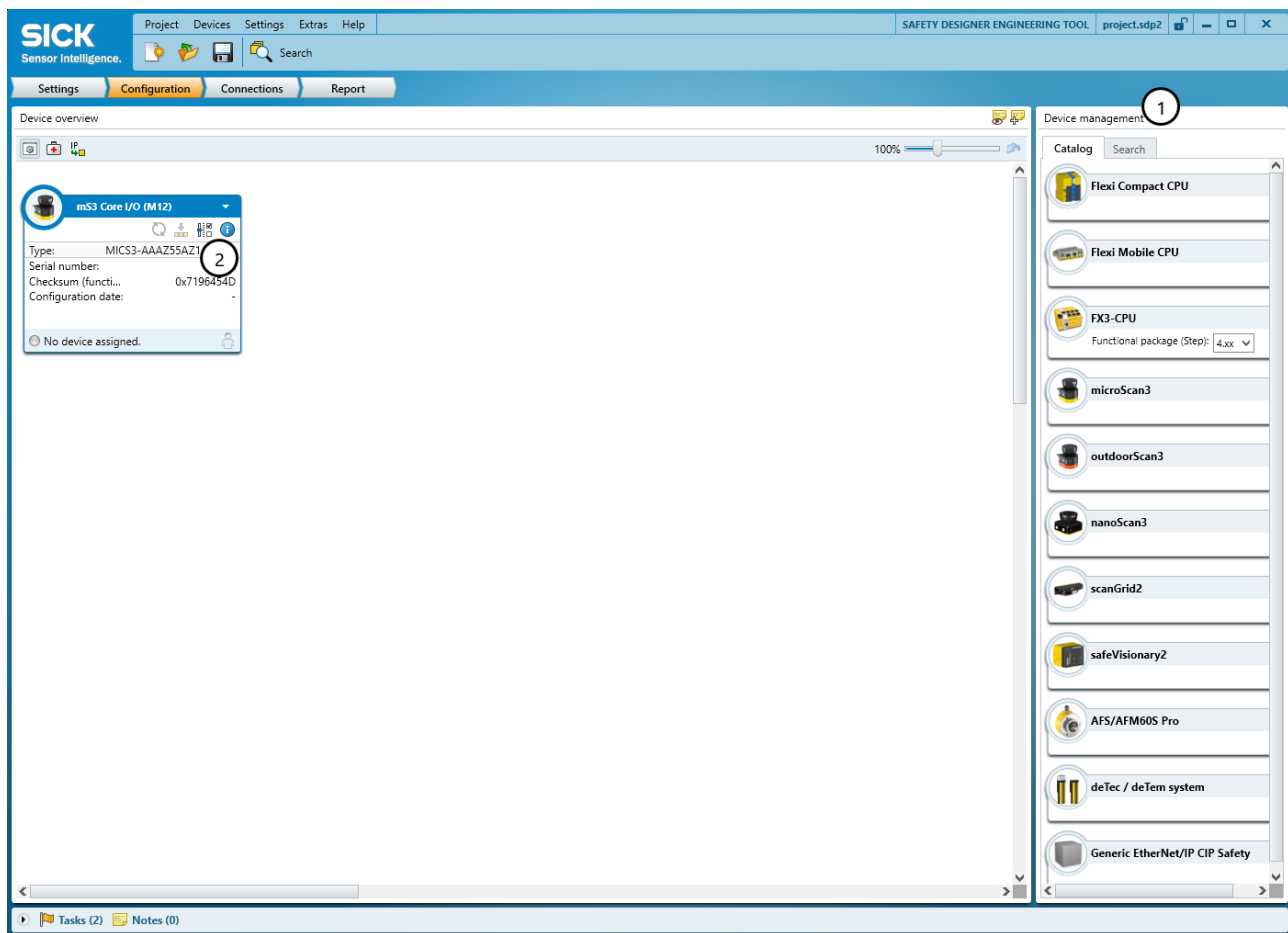 SICK
Sensor Intelligence.
Project Devices Settings Extras Help
SAFETY DESIGNER ENGINEERING TOOL project.sdp2
Search
Settings Configuration Connections Report
Device overview
IP
100%
mS3 Core I/O (M12)
Type: MICS3-AAAZ55AZ1
2
Serial number:
Checksum (functi... 0x7196454D
Configuration date: -
No device assigned.
Device management
1
Catalog Search
Flexi Compact CPU
Flexi Mobile CPU
FX3-CPU
Functional package (Step): 4.xx
microScan3
outdoorScan3
nanoScan3
scanGrid2
safeVisionary2
AFS/AFM60S Pro
deTec / deTem system
Generic EtherNet/IP CIP Safety
Tasks (2) Notes (0)